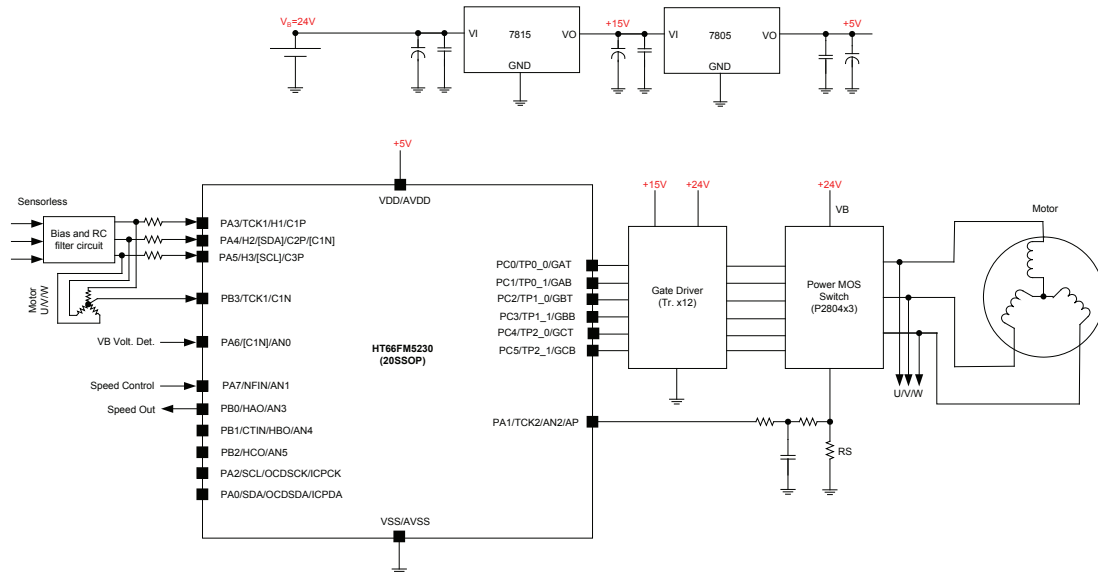 V_B=24V
+15V
+5V
VI
7815
VO
GND
VI
7805
VO
GND
+5V
VDD/AVDD
Sensorless
Bias and RC
filter circuit
Motor
U/V/W
PA3/TCK1/H1/C1P
PA4/H2/[SDA]/C2P/[C1N]
PA5/H3/[SCL]/C3P
PB3/TCK1/C1N
VB Volt. Det.
PA6/[C1N]/AN0
Speed Control
PA7/NFIN/AN1
Speed Out
PB0/HAO/AN3
PB1/CTIN/HBO/AN4
PB2/HCO/AN5
PA2/SCL/OCDSCK/ICPCK
PA0/SDA/OCDSDA/ICPDA
HT66FM5230
(20SSOP)
VSS/AVSS
PC0/TP0_0/GAT
PC1/TP0_1/GAB
PC2/TP1_0/GBT
PC3/TP1_1/GBB
PC4/TP2_0/GCT
PC5/TP2_1/GCB
PA1/TCK2/AN2/AP
+15V
+24V
Gate Driver
(Tr. x12)
+24V
VB
Power MOS
Switch
(P2804x3)
RS
U/V/W
Motor